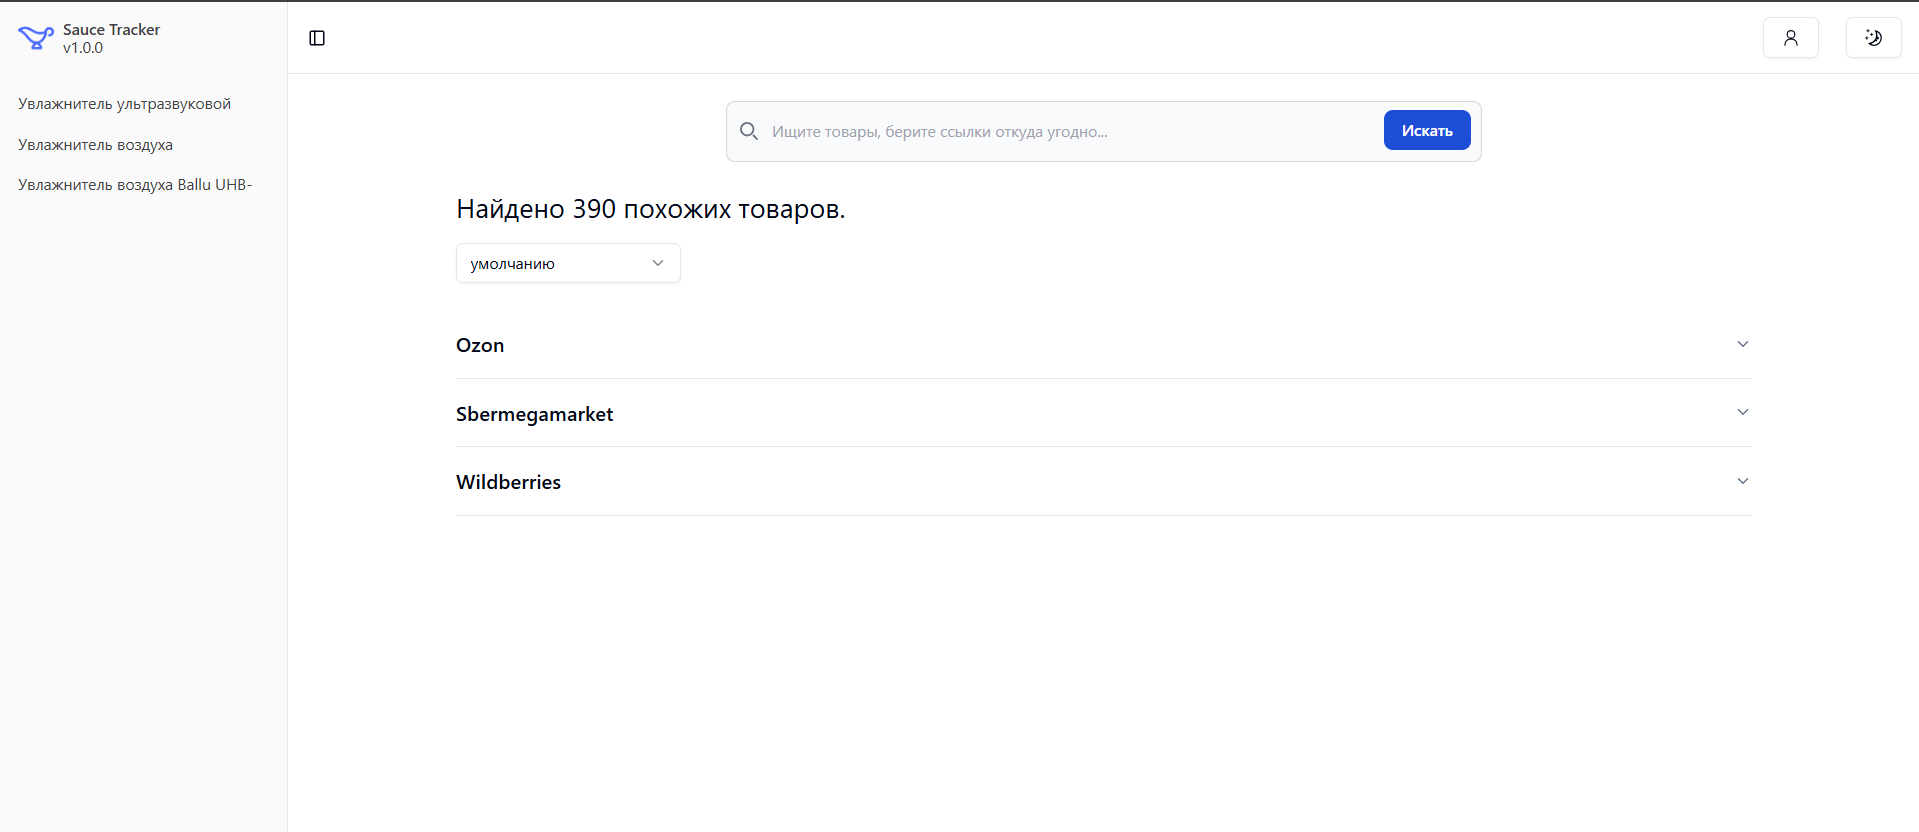 Sauce Tracker
v1.0.0
Увлажнитель ультразвуковой
Увлажнитель воздуха
Увлажнитель воздуха Ballu UHB-
Ищите товары, берите ссылки откуда угодно...
Искать
Найдено 390 похожих товаров.
умолчанию
Ozon
Sbermegamarket
Wildberries